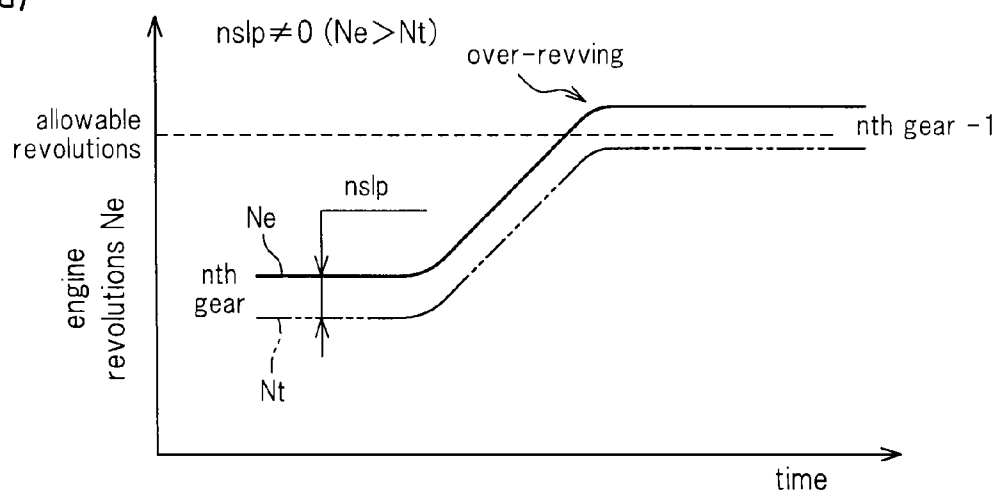 nslp≠0 (Ne>Nt)
over-revving
allowable
revolutions
nth gear -1
nslp
Ne
nth
gear
engine
revolutions Ne
Nt
time